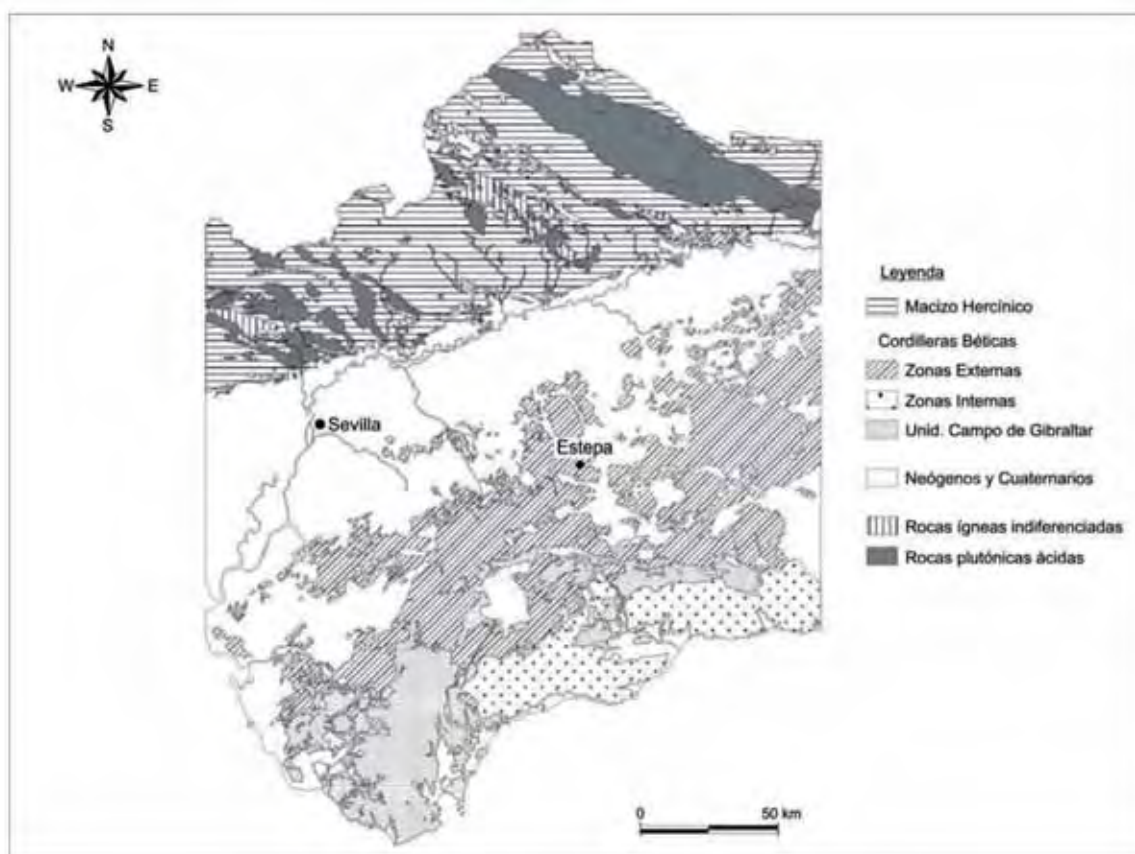 N
W E
S
Leyenda
Macizo Hercínico
Cordilleras Béticas
Zonas Externas
Zonas Internas
Unid. Campo de Gibraltar
Neógenos y Cuaternarios
Rocas ígneas indiferenciadas
Rocas plutónicas ácidas
Sevilla
Estepa
0 50 km